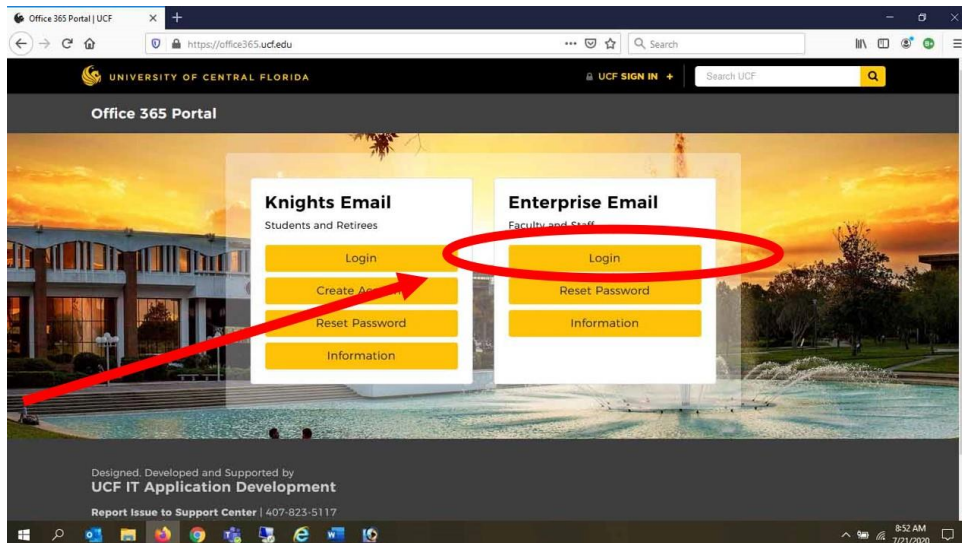 Office 365 Portal | UCF
https://office365.ucf.edu
Search
UNIVERSITY OF CENTRAL FLORIDA
UCF SIGN IN +
Search UCF
Office 365 Portal
Knights Email
Students and Retirees
Login
Create
Reset Password
Information
Enterprise Email
Faculty and Staff
Login
Reset Password
Information
Designed, Developed and Supported by
UCF IT Application Development
Report Issue to Support Center | 407-823-5117
8:52 AM
7/21/2020